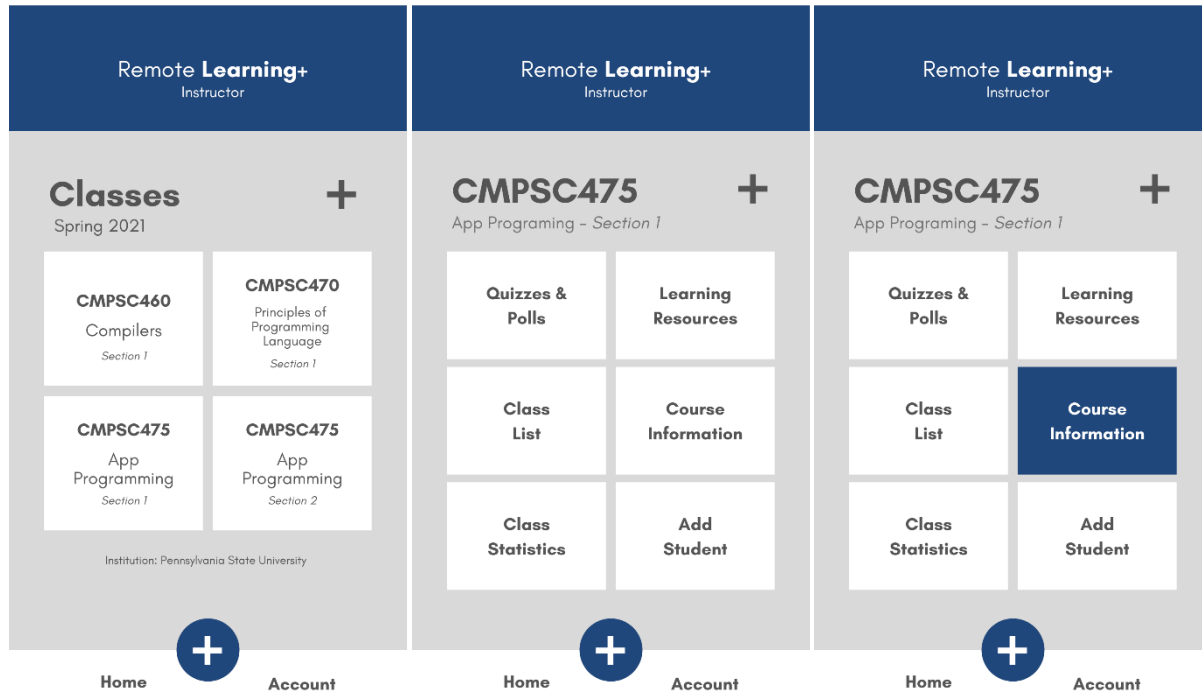 Remote Learning+
Instructor
Classes
+
Spring 2021
CMPSC460
Compilers
Section 1
CMPSC470
Principles of
Programming
Language
Section 1
CMPSC475
App
Programming
Section 1
CMPSC475
App
Programming
Section 2
Institution: Pennsylvania State University
+
Home
Account
Remote Learning+
Instructor
CMPSC475
+
App Programing - Section 1
Quizzes &
Polls
Learning
Resources
Class
List
Course
Information
Class
Statistics
Add
Student
+
Home
Account
Remote Learning+
Instructor
CMPSC475
+
App Programing - Section 1
Quizzes &
Polls
Learning
Resources
Class
List
Course
Information
Class
Statistics
Add
Student
+
Home
Account